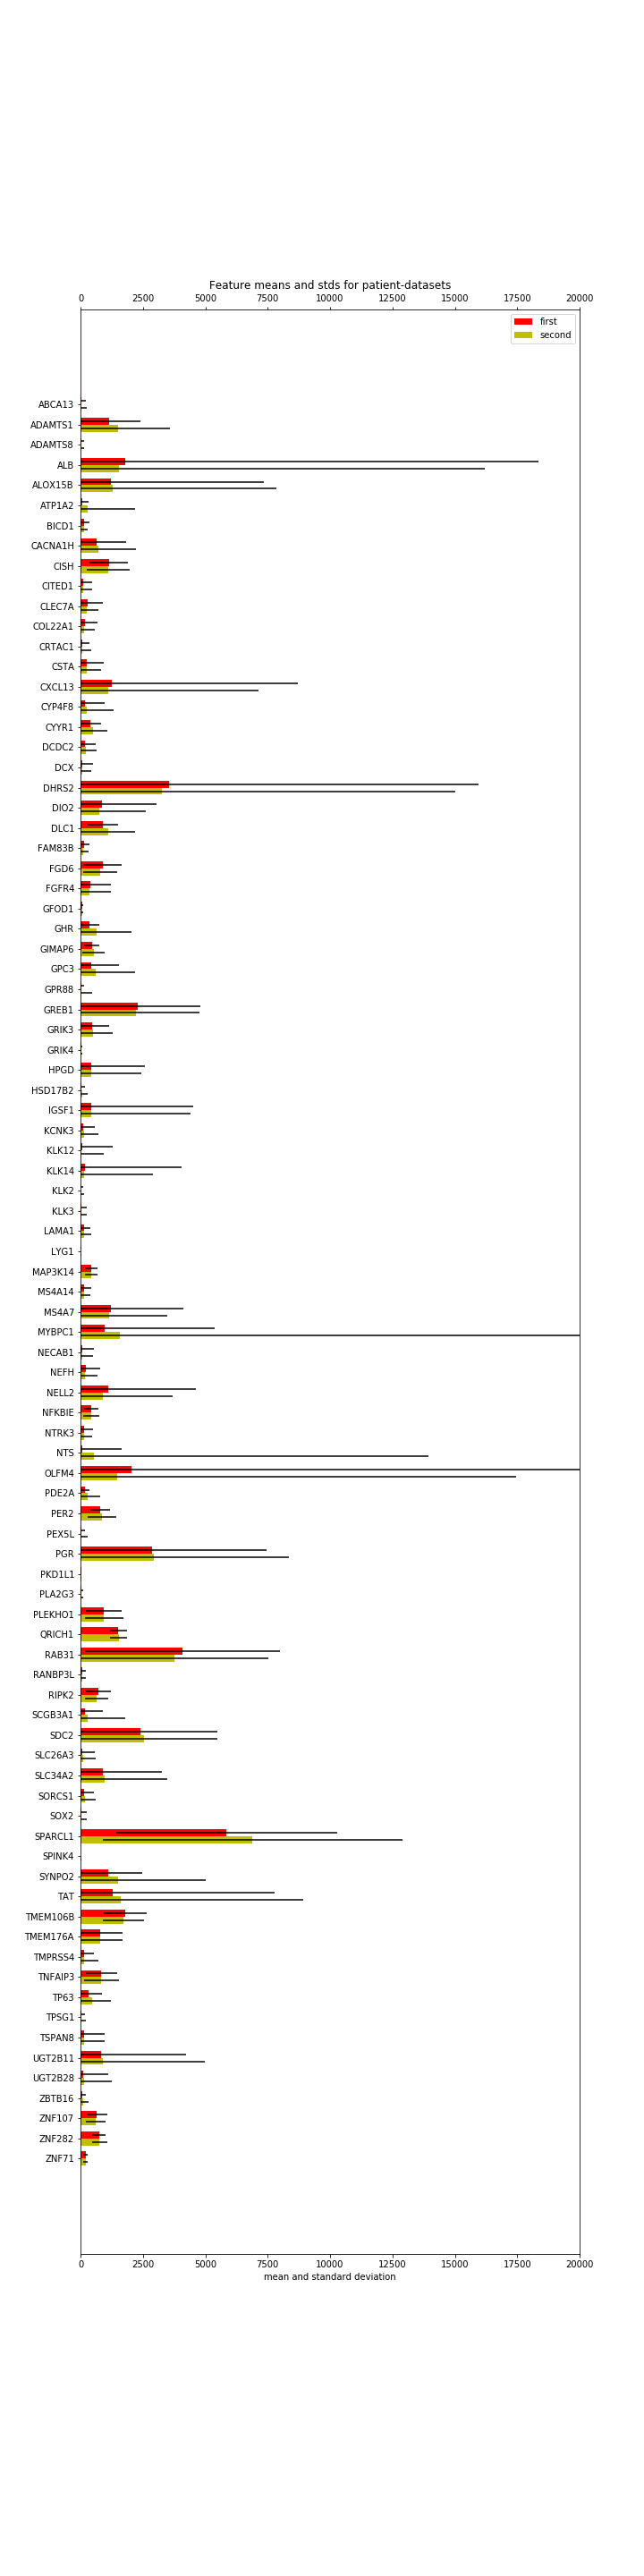 Feature means and stds for patient-datasets
0 2500 5000 7500 10000 12500 15000 17500 20000
first
second
ABCA13
ADAMTS1
ADAMTS8
ALB
ALOX15B
ATP1A2
BICD1
CACNA1H
CISH
CITED1
CLEC7A
COL22A1
CRTAC1
CSTA
CXCL13
CYP4F8
CYYR1
DCDC2
DCX
DHRS2
DIO2
DLC1
FAM83B
FGD6
FGFR4
GFOD1
GHR
GIMAP6
GPC3
GPR88
GREB1
GRIK3
GRIK4
HPGD
HSD17B2
IGSF1
KCNK3
KLK12
KLK14
KLK2
KLK3
LAMA1
LYG1
MAP3K14
MS4A14
MS4A7
MYBPC1
NECAB1
NEFH
NELL2
NFKBIE
NTRK3
NTS
OLFM4
PDE2A
PER2
PEX5L
PGR
PKD1L1
PLA2G3
PLEKHO1
QRICH1
RAB31
RANBP3L
RIPK2
SCGB3A1
SDC2
SLC26A3
SLC34A2
SORCS1
SOX2
SPARCL1
SPINK4
SYNPO2
TAT
TMEM106B
TMEM176A
TMPRSS4
TNFAIP3
TP63
TPSG1
TSPAN8
UGT2B11
UGT2B28
ZBTB16
ZNF107
ZNF282
ZNF71
0 2500 5000 7500 10000 12500 15000 17500 20000
mean and standard deviation